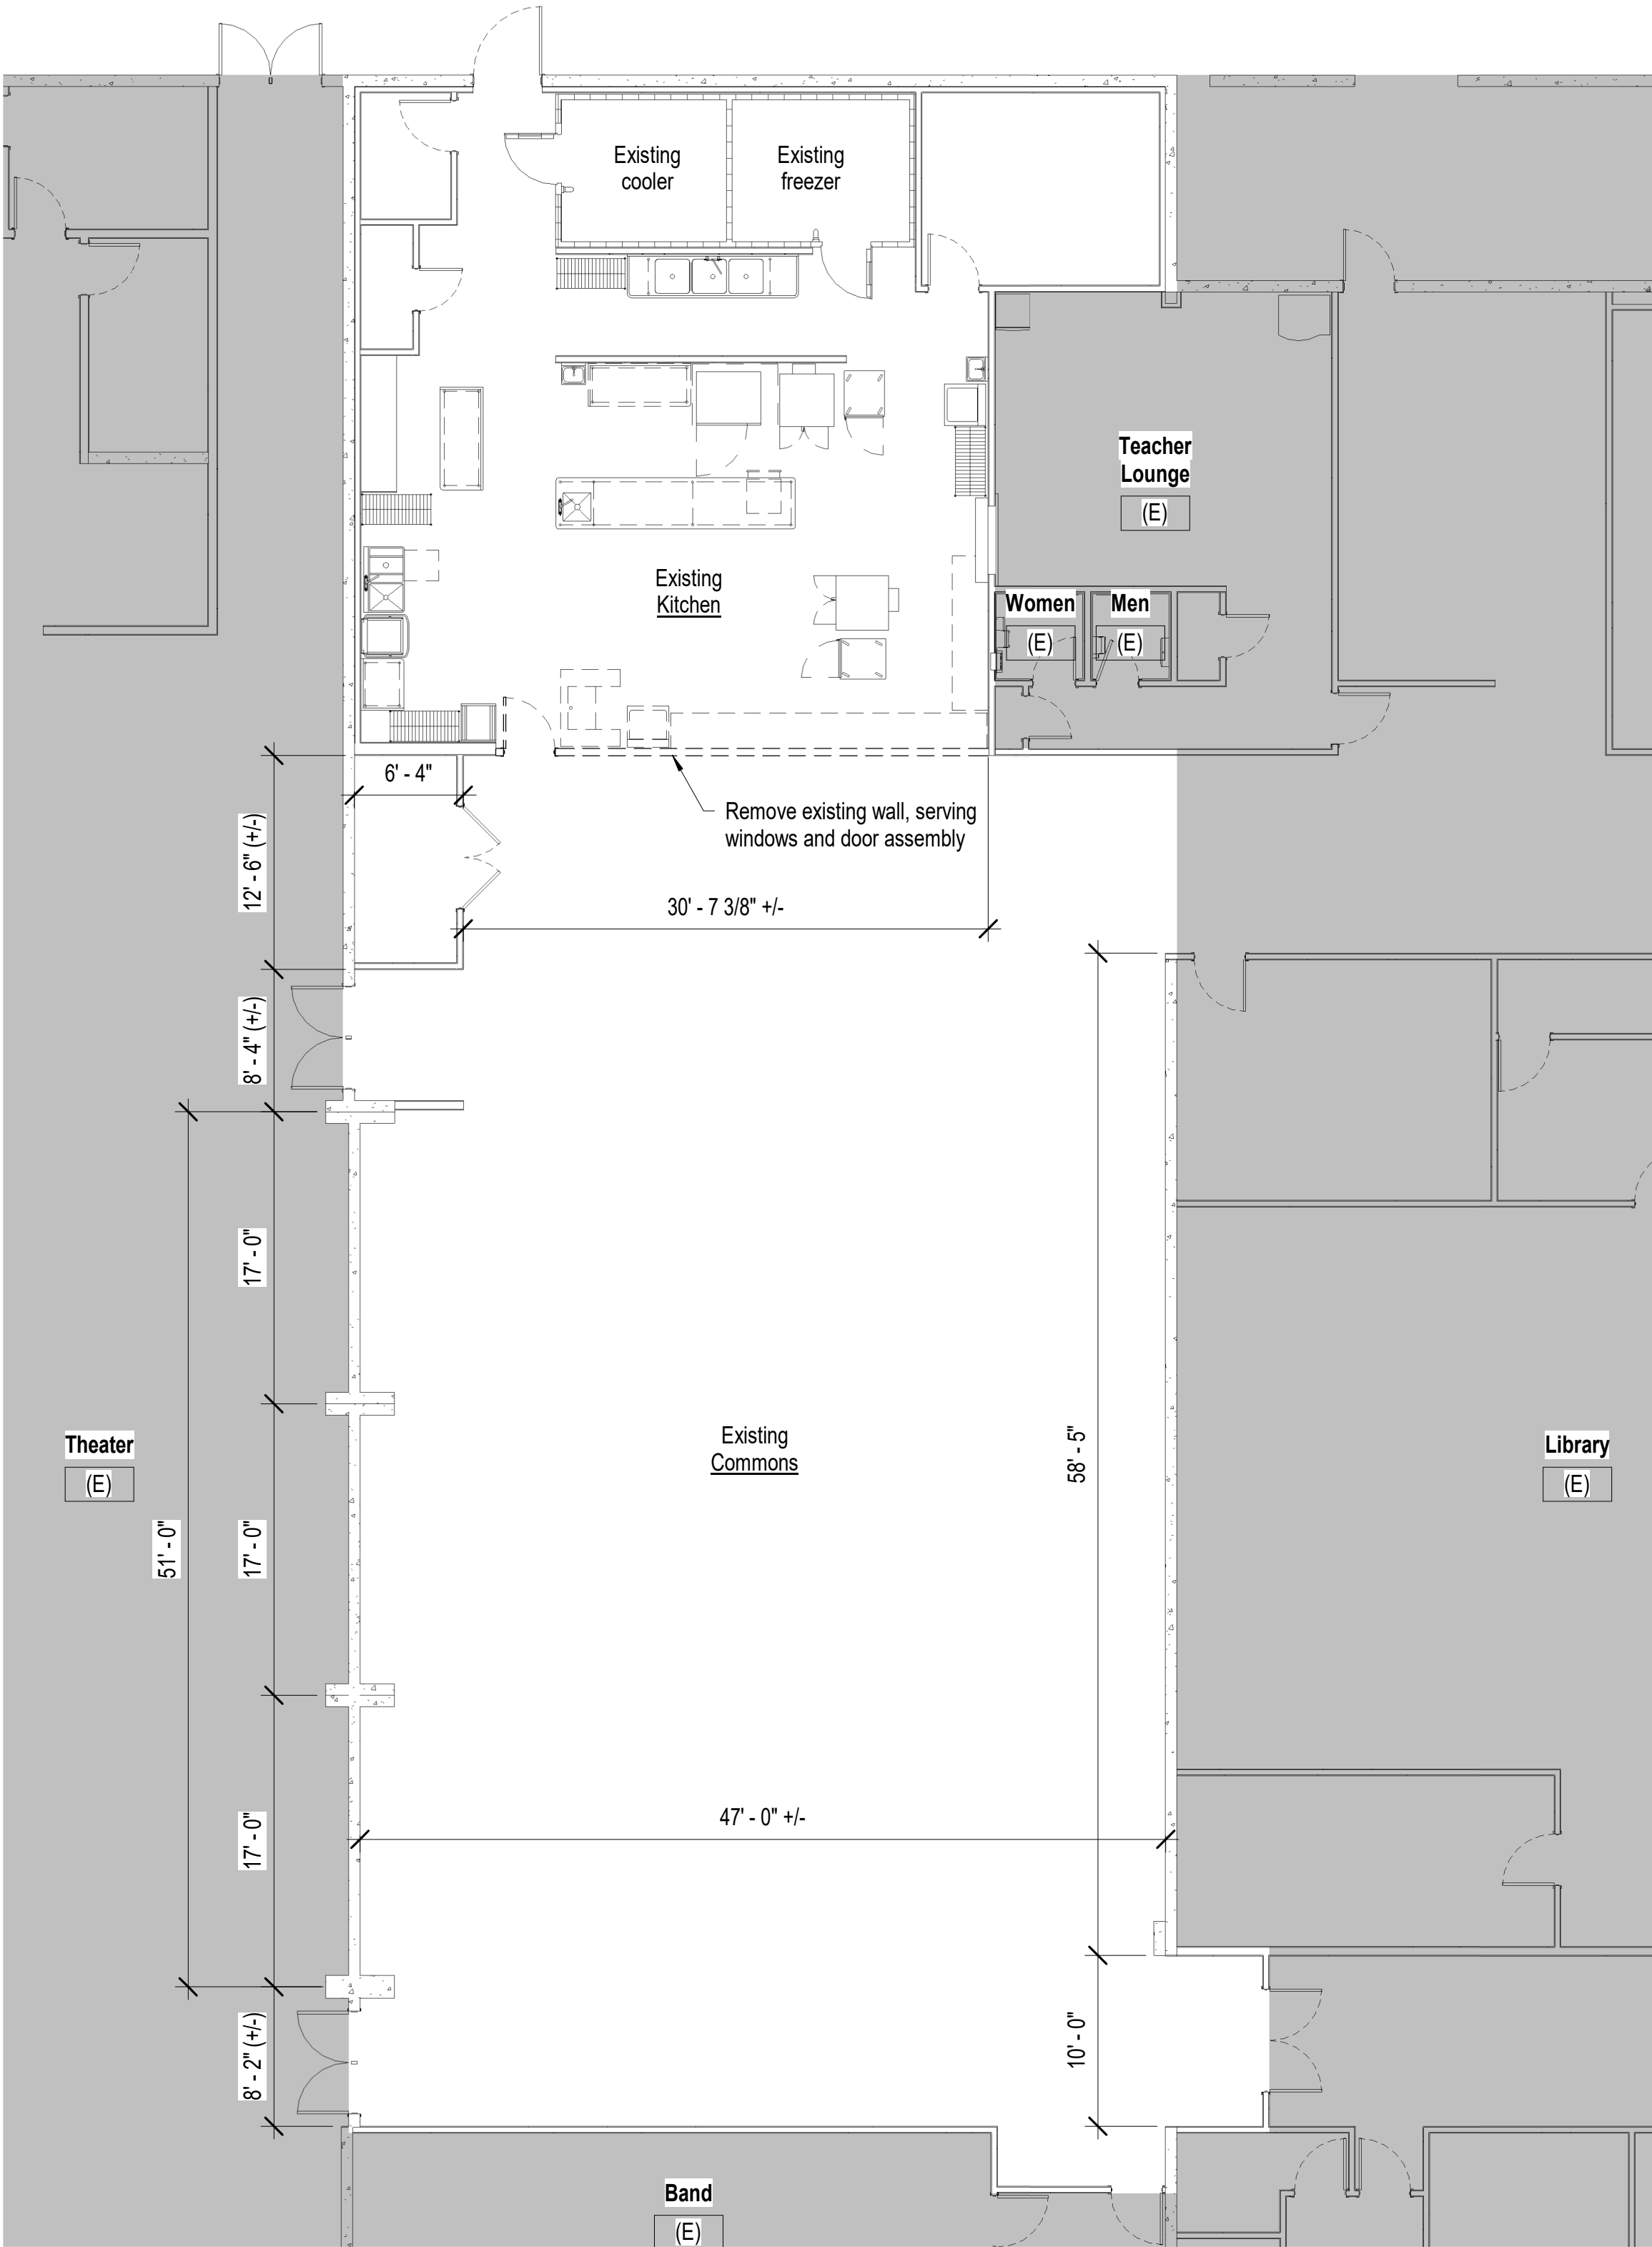 Existing
cooler
Existing
freezer
Teacher
Lounge
(E)
Existing
Kitchen
Women
(E)
Men
(E)
6' - 4"
Remove existing wall, serving
windows and door assembly
12' - 6" (+/-)
30' - 7 3/8" +/-
8' - 4" (+/-)
17' - 0"
Existing
Commons
58' - 5"
Theater
(E)
Library
(E)
51' - 0"
17' - 0"
17' - 0"
47' - 0" +/-
8' - 2" (+/-)
10' - 0"
Band
(E)